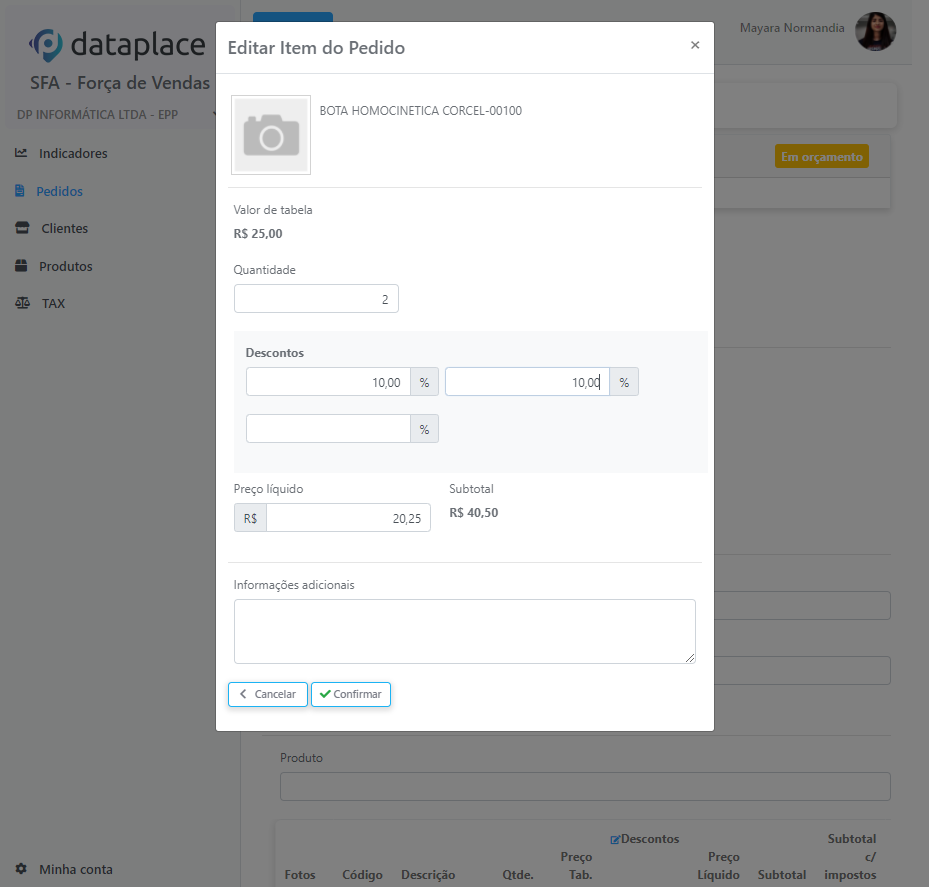 dataplace
SFA - Força de Vendas
DP INFORMÁTICA LTDA - EPP
Indicadores
Pedidos
Clientes
Produtos
TAX
Minha conta
Mayara Normandia
Em orçamento
Editar Item do Pedido
×
BOTA HOMOCINETICA CORCEL-00100
Valor de tabela
R$ 25,00
Quantidade
2
Descontos
10,00 %
10,00 %
%
Preço líquido
R$ 20,25
Subtotal
R$ 40,50
Informações adicionais
Cancelar
Confirmar
Produto
Fotos
Código
Descrição
Qtde.
Preço
Tab.
Descontos
Preço
Líquido
Subtotal
Subtotal
c/
impostos